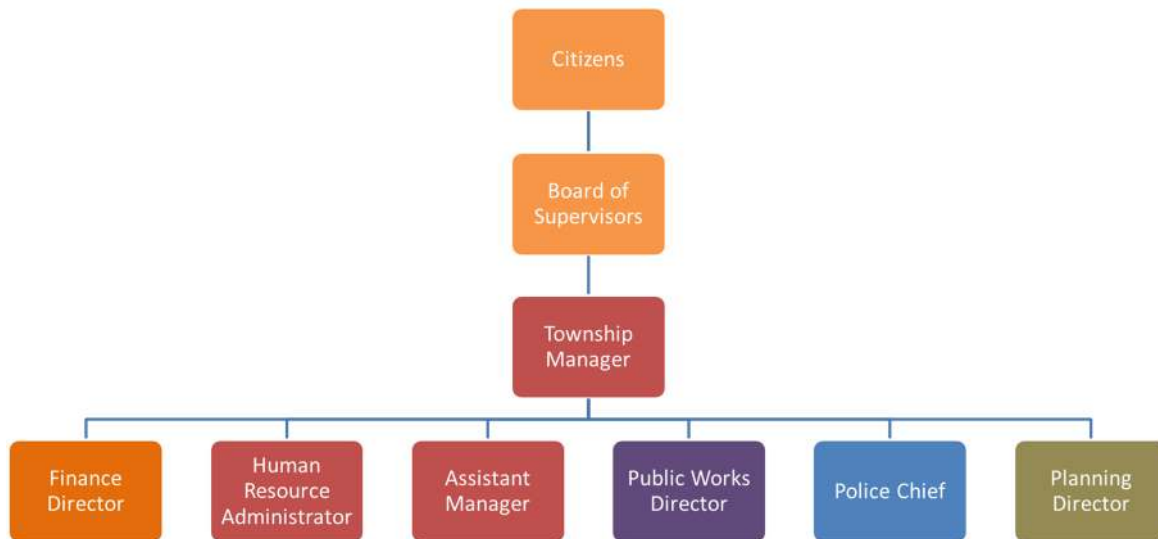 Citizens
Board of
Supervisors
Township
Manager
Finance
Director
Human
Resource
Administrator
Assistant
Manager
Public Works
Director
Police Chief
Planning
Director